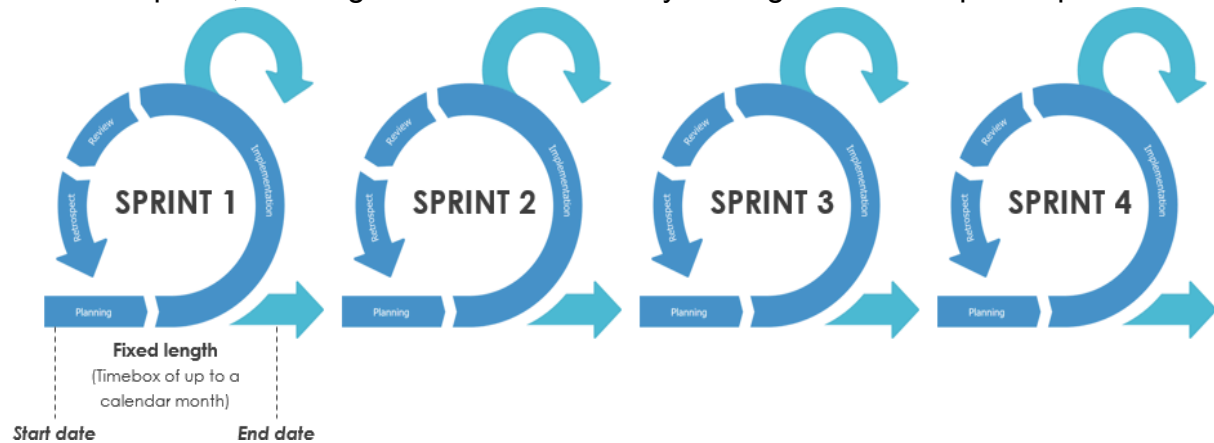 Review
Implementation
Retrospect
SPRINT 1
Planning
Review
Implementation
Retrospect
SPRINT 2
Planning
Review
Implementation
Retrospect
SPRINT 3
Planning
Review
Implementation
Retrospect
SPRINT 4
Planning
Fixed length
(Timebox of up to a
calendar month)
Start date
End date